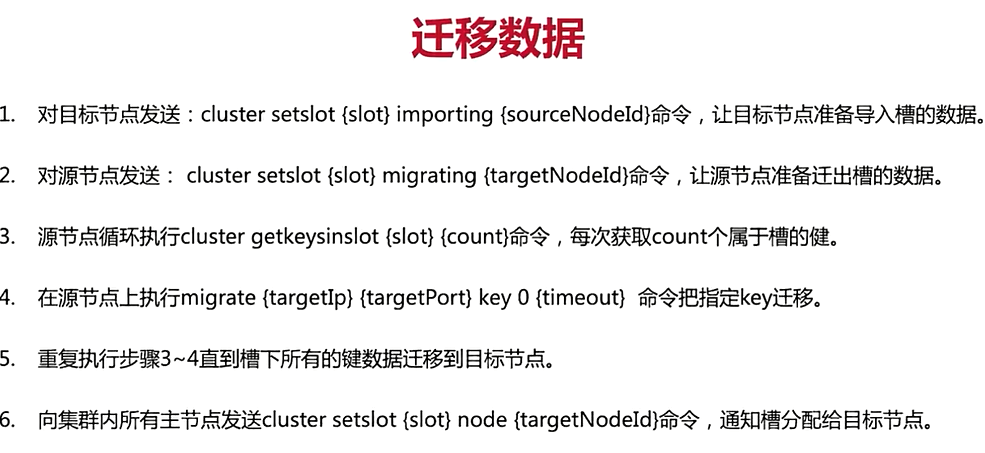 迁移数据
1. 对目标节点发送：cluster setslot {slot} importing {sourceNodeId}命令，让目标节点准备导入槽的数据。
2. 对源节点发送： cluster setslot {slot} migrating {targetNodeId}命令，让源节点准备迁出槽的数据。
3. 源节点循环执行cluster getkeysinslot {slot} {count}命令，每次获取count个属于槽的健。
4. 在源节点上执行migrate {targetIp} {targetPort} key 0 {timeout} 命令把指定key迁移。
5. 重复执行步骤3~4直到槽下所有的键数据迁移到目标节点。
6. 向集群内所有主节点发送cluster setslot {slot} node {targetNodeId}命令，通知槽分配给目标节点。